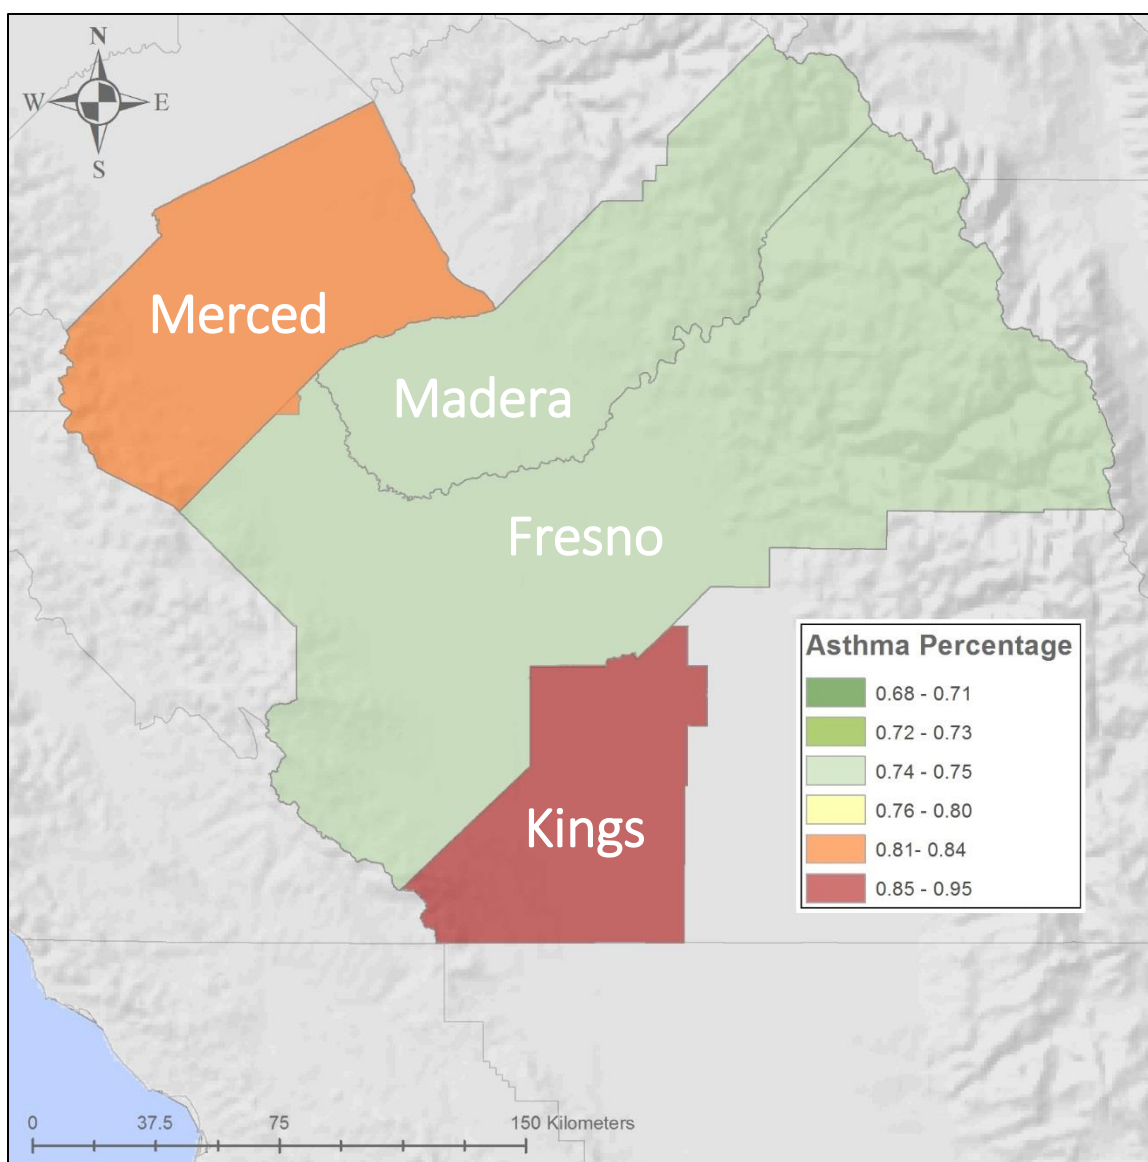 N
W E
S
Merced
Madera
Fresno
Asthma Percentage
0.68 - 0.71
0.72 - 0.73
0.74 - 0.75
0.76 - 0.80
0.81- 0.84
0.85 - 0.95
Kings
0 37.5 75 150 Kilometers